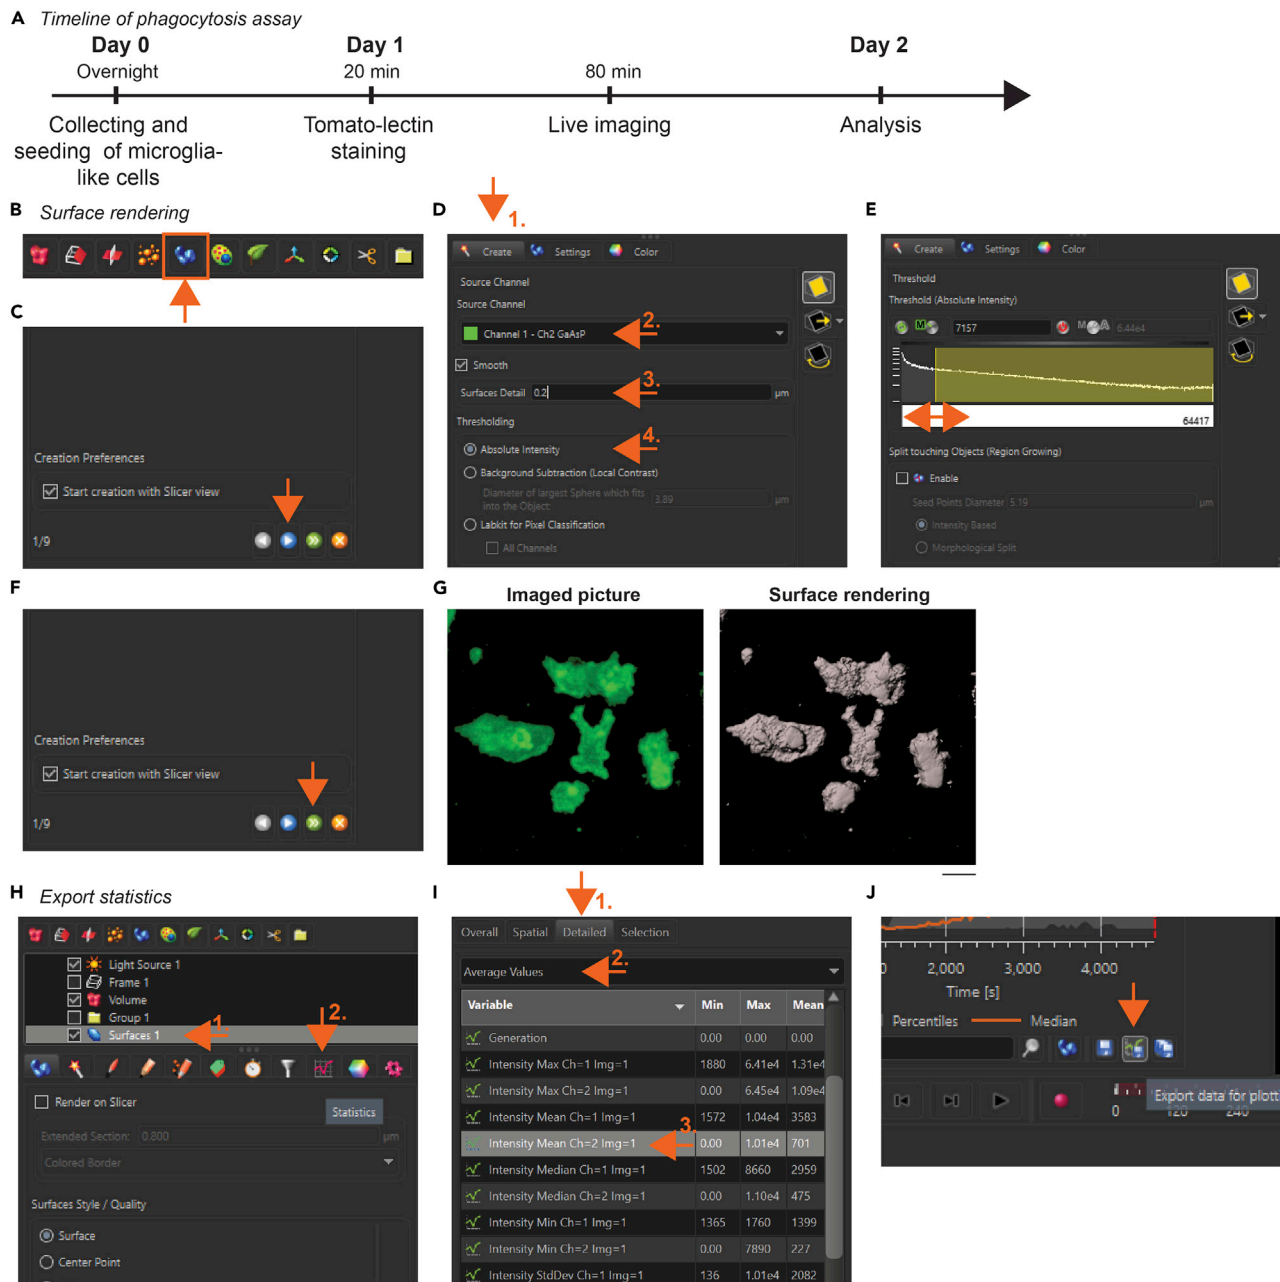 A Timeline of phagocytosis assay
Day 0 Day 1 Day 2
Overnight 20 min 80 min
Collecting and seeding of microglia-like cells
Tomato-lectin staining
Live imaging
Analysis
B Surface rendering
C
Creation Preferences
Start creation with Slicer view
1/9
D
1.
Create Settings Color
Source Channel
Source Channel
Channel 1 - Ch2 GaAsP
2.
Smooth
Surfaces Detail 0.2 µm
3.
Thresholding
Absolute Intensity
4.
Background Subtraction (Local Contrast)
Diameter of largest Sphere which fits
into the Object: 3.89 µm
Labkit for Pixel Classification
All Channels
E
Create Settings Color
Threshold
Threshold (Absolute Intensity)
M 7157 M A 6.44e4
64417
Split touching Objects (Region Growing)
Enable
Seed Points Diameter 5.19 µm
Intensity Based
Morphological Split
F
Creation Preferences
Start creation with Slicer view
1/9
G
Imaged picture Surface rendering
H Export statistics
Light Source 1
Frame 1
Volume
Group 1
Surfaces 1
1.
2.
Render on Slicer
Statistics
Extended Section: 0.800 µm
Colored Border
Surfaces Style / Quality
Surface
Center Point
I
1.
Overall Spatial Detailed Selection
Average Values
2.
Variable Min Max Mean
Generation 0.00 0.00 0.00
Intensity Max Ch=1 Img=1 1880 6.41e4 1.31e4
Intensity Max Ch=2 Img=1 0.00 6.45e4 1.09e4
Intensity Mean Ch=1 Img=1 1572 1.04e4 3583
Intensity Mean Ch=2 Img=1 0.00 1.01e4 701
3.
Intensity Median Ch=1 Img=1 1502 8660 2959
Intensity Median Ch=2 Img=1 0.00 1.10e4 475
Intensity Min Ch=1 Img=1 1365 1760 1399
Intensity Min Ch=2 Img=1 0.00 7890 227
Intensity StdDev Ch=1 Img=1 136 1.01e4 2082
J
0 2,000 3,000 4,000
Time [s]
Percentiles Median
Export data for plott
0 120 240